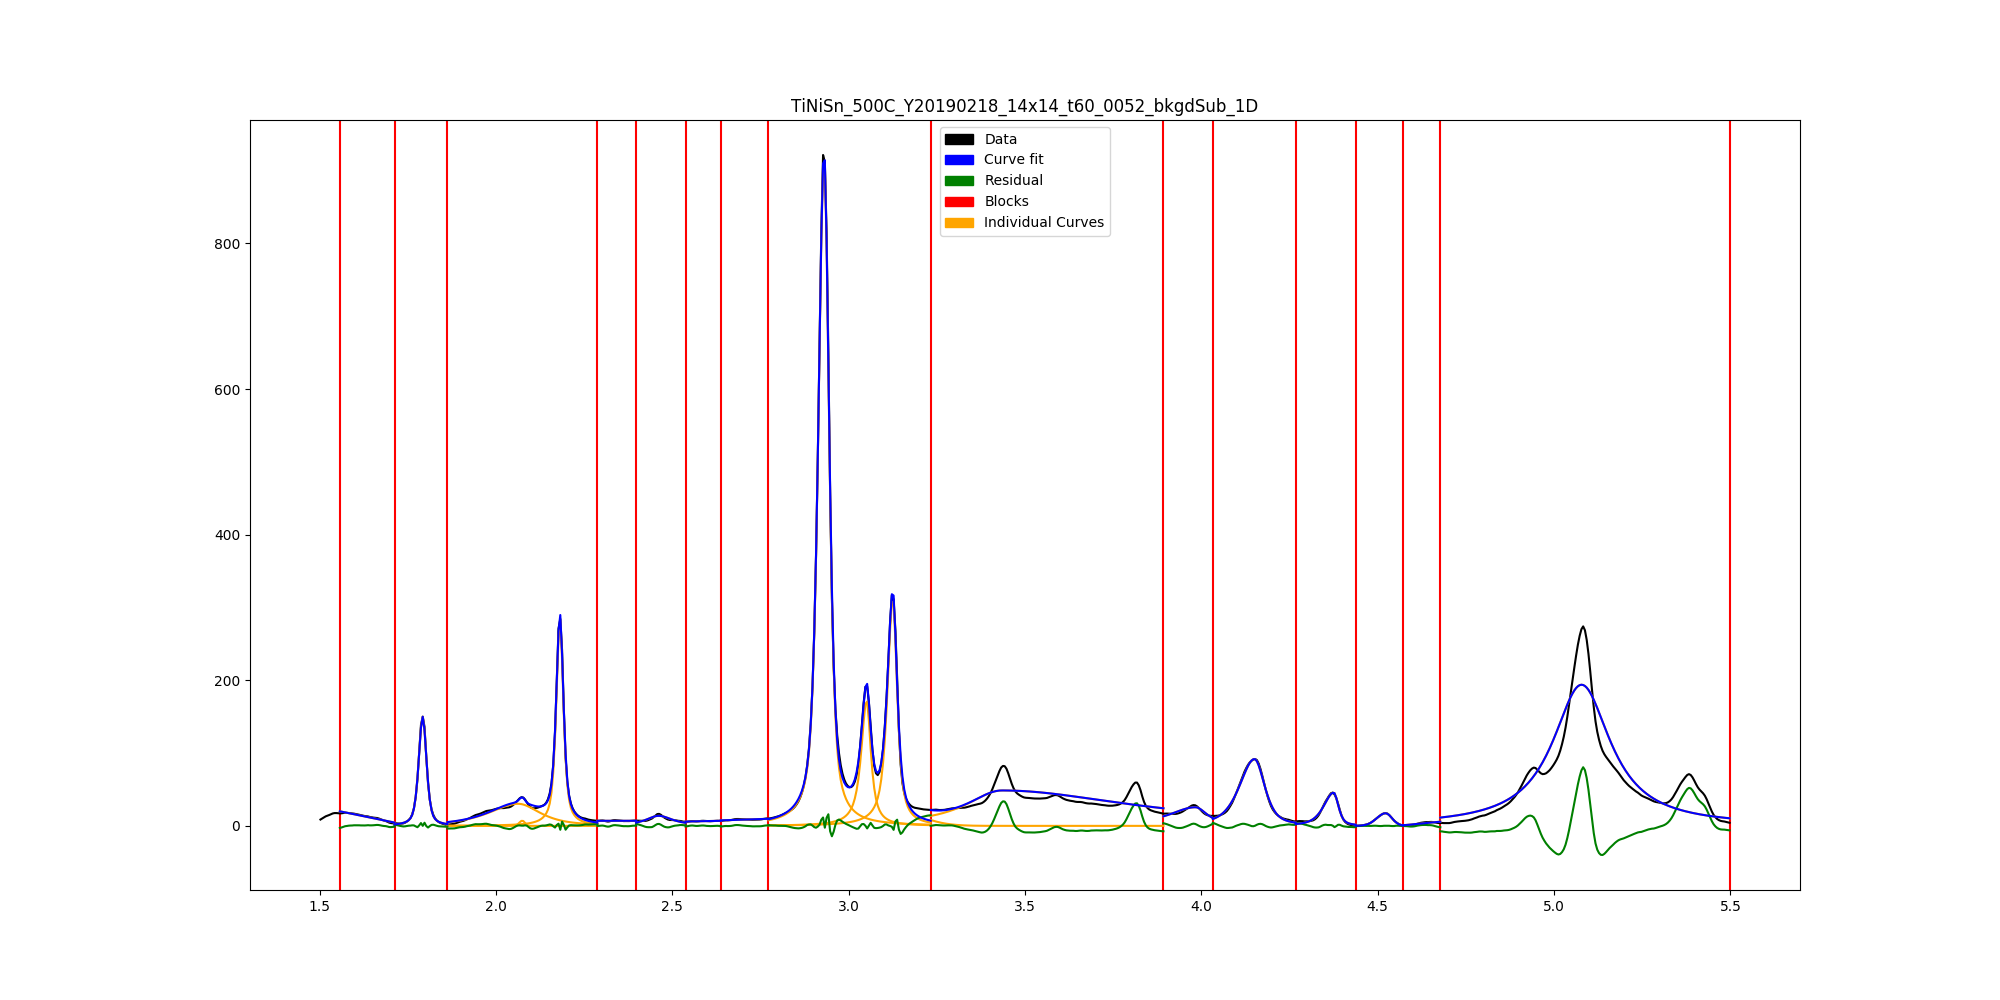 TiNiSn_500C_Y20190218_14x14_t60_0052_bkgdSub_1D
Data
Curve fit
Residual
Blocks
Individual Curves
800
600
400
200
0
1.5 2.0 2.5 3.0 3.5 4.0 4.5 5.0 5.5